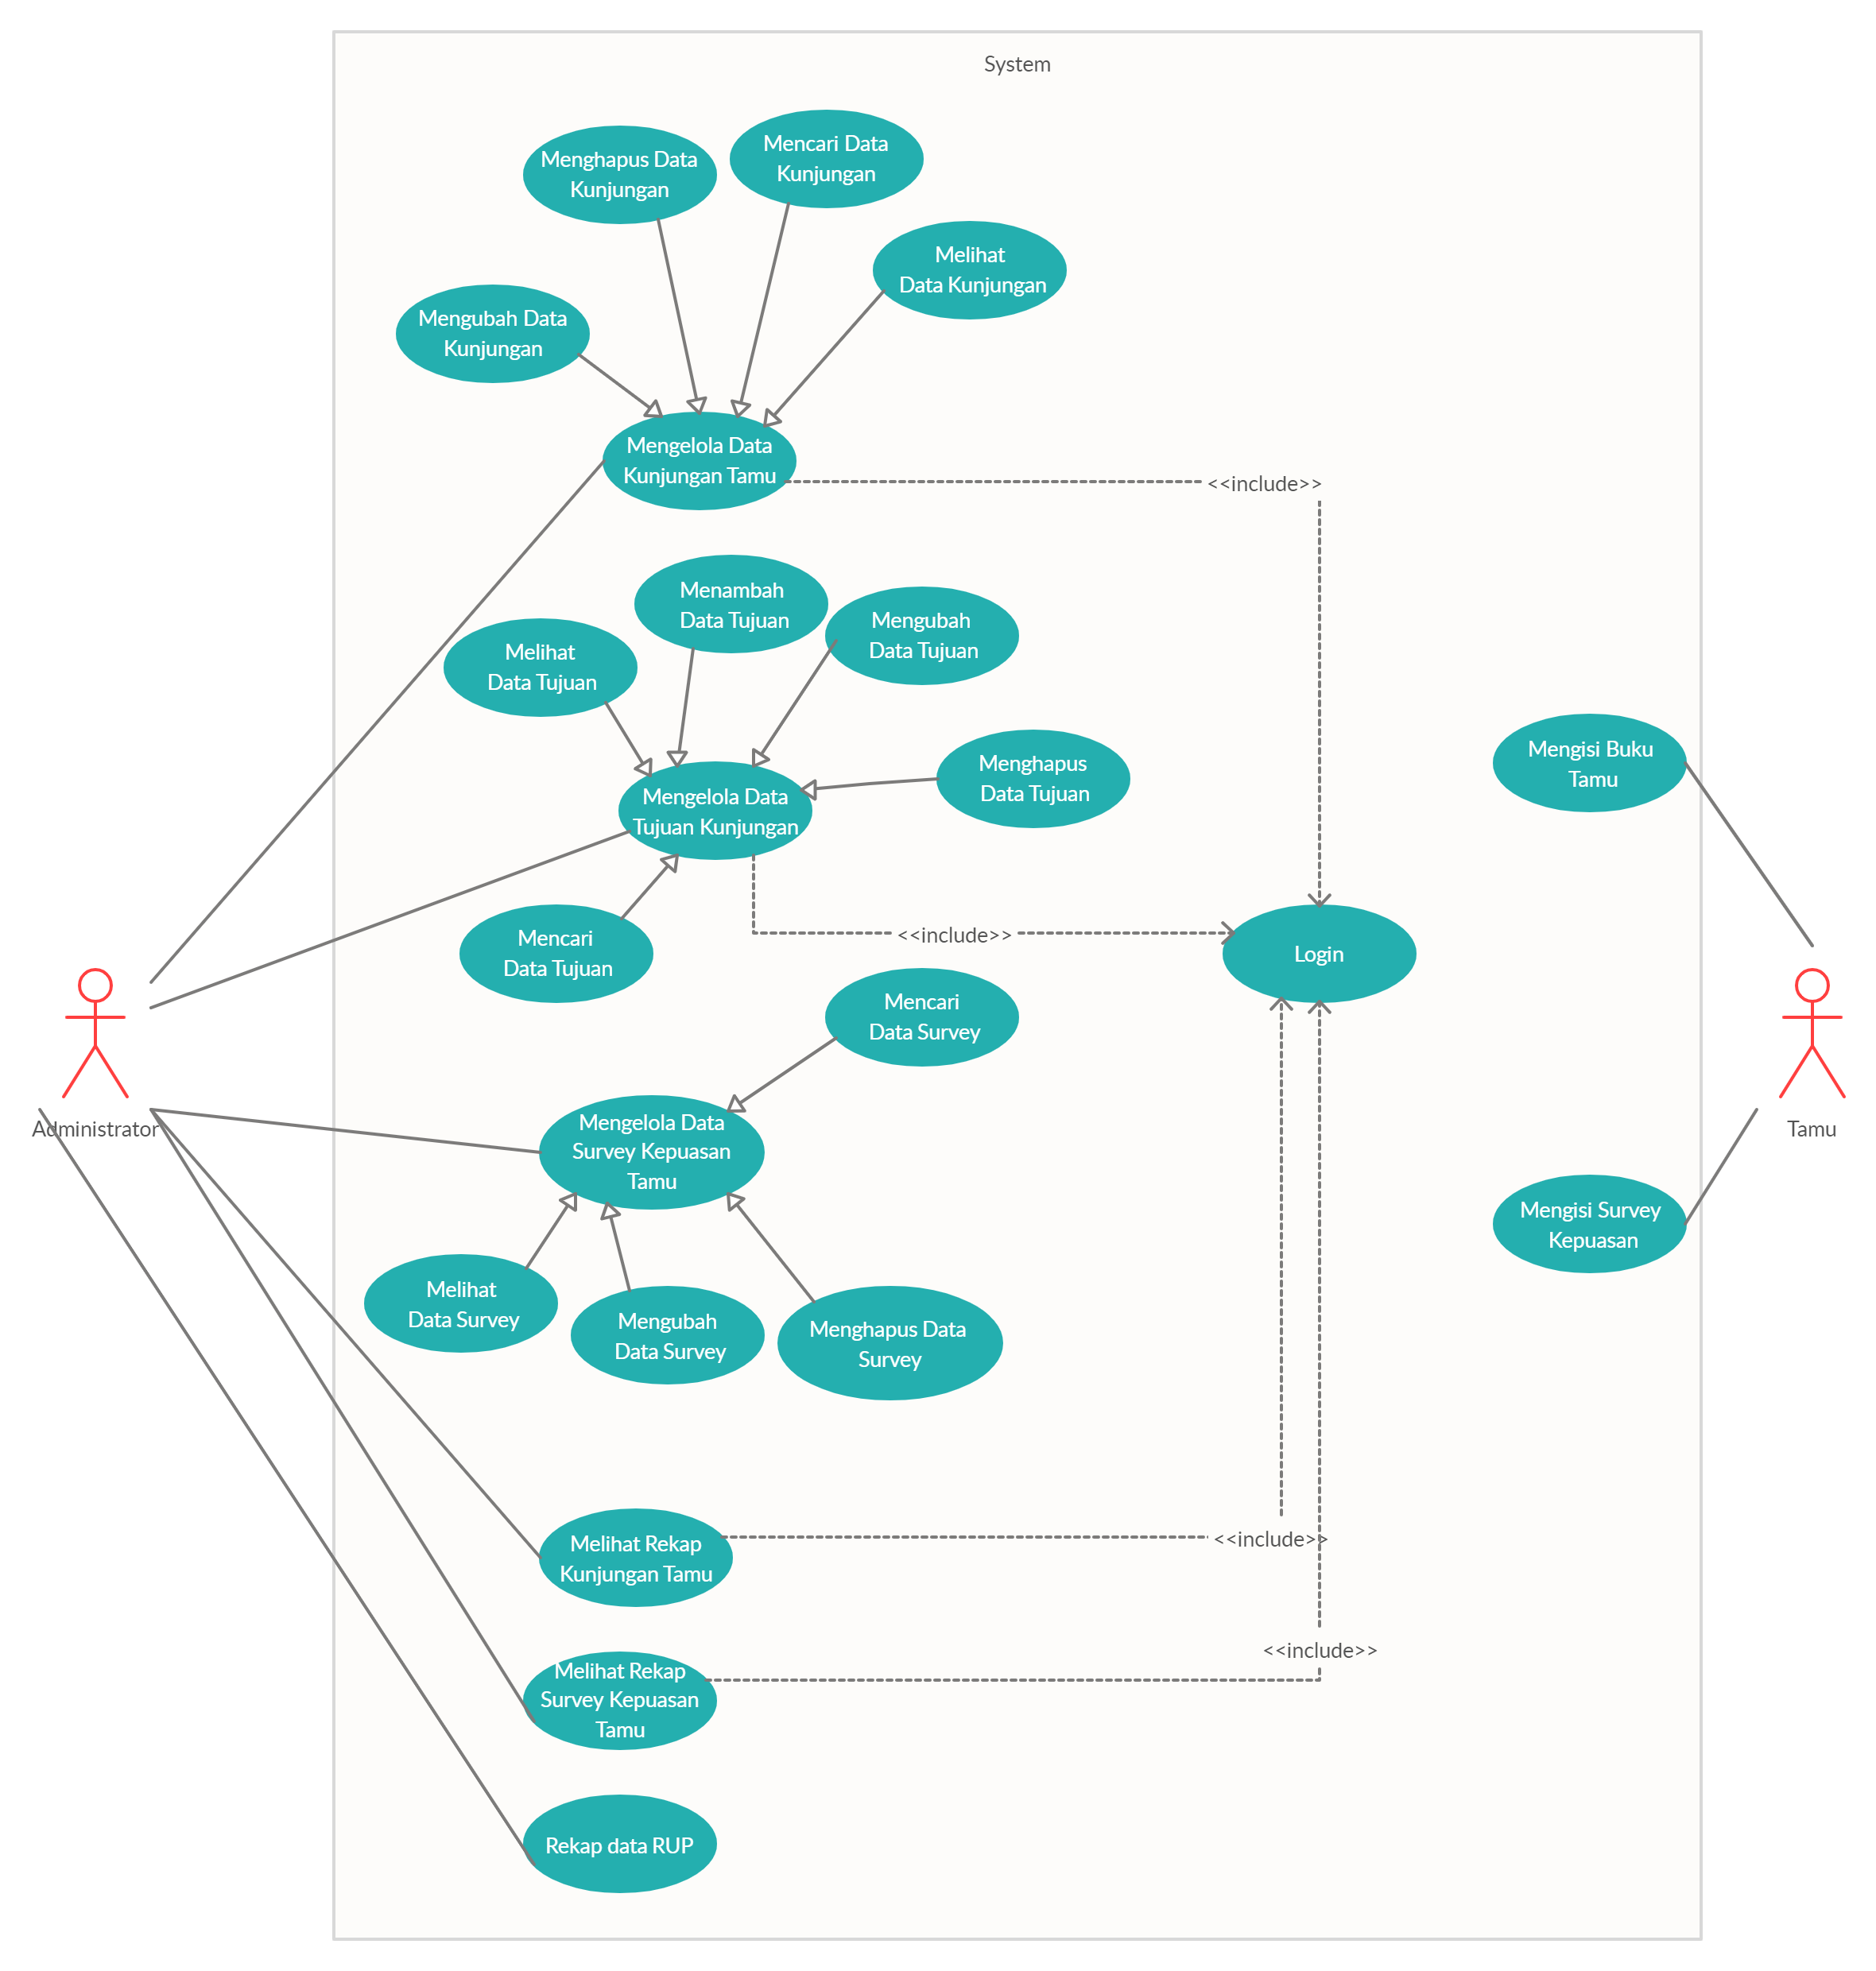 System
Menghapus Data
Kunjungan
Mencari Data
Kunjungan
Melihat
Data Kunjungan
Mengubah Data
Kunjungan
Mengelola Data
Kunjungan Tamu
<<include>>
Menambah
Data Tujuan
Mengubah
Data Tujuan
Melihat
Data Tujuan
Menghapus
Data Tujuan
Mengelola Data
Tujuan Kunjungan
Mengisi Buku
Tamu
Mencari
Data Tujuan
<<include>>
Login
Mencari
Data Survey
Administrator
Tamu
Mengelola Data
Survey Kepuasan
Tamu
Mengisi Survey
Kepuasan
Melihat
Data Survey
Mengubah
Data Survey
Menghapus Data
Survey
Melihat Rekap
Kunjungan Tamu
<<include>>
<<include>>
Melihat Rekap
Survey Kepuasan
Tamu
Rekap data RUP